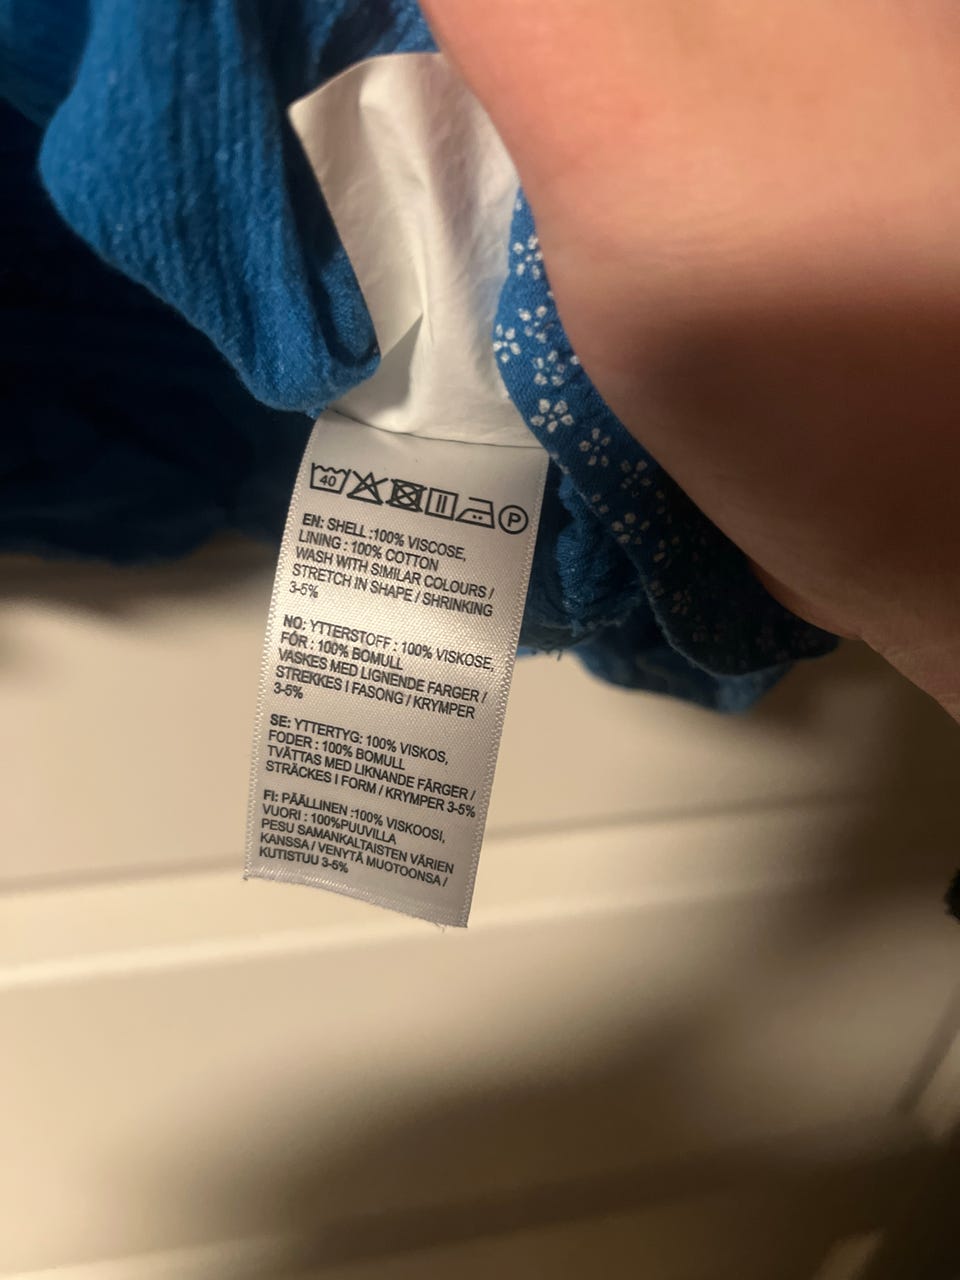 40 P
EN: SHELL :100% VISCOSE,
LINING : 100% COTTON
WASH WITH SIMILAR COLOURS /
STRETCH IN SHAPE / SHRINKING
3-5%
NO: YTTERSTOFF : 100% VISKOSE,
FÓR : 100% BOMULL
VASKES MED LIGNENDE FARGER /
STREKKES I FASONG / KRYMPER
3-5%
SE: YTTERTYG: 100% VISKOS,
FODER : 100% BOMULL
TVÄTTAS MED LIKNANDE FÄRGER /
STRÄCKES I FORM / KRYMPER 3-5%
FI: PÄÄLLINEN :100% VISKOOSI,
VUORI : 100%PUUVILLA
PESU SAMANKALTAISTEN VÄRIEN
KANSSA / VENYTÄ MUOTOONSA /
KUTISTUU 3-5%